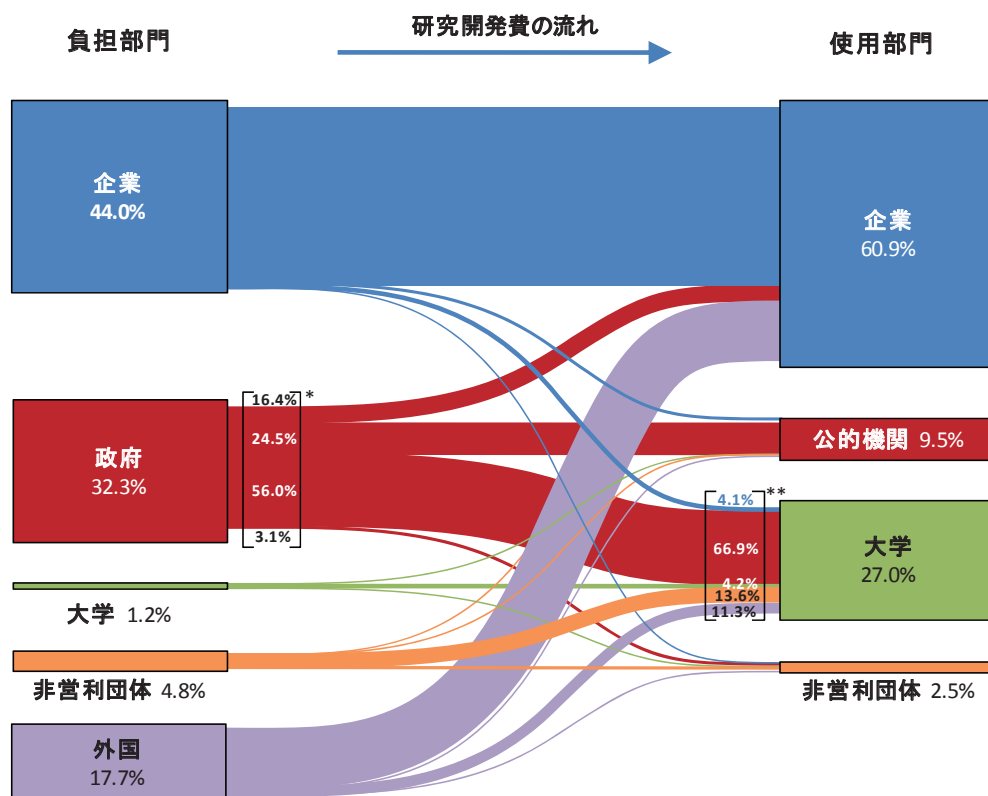 負担部門
研究開発費の流れ
使用部門
企業
44.0%
政府
32.3%
16.4% *
24.5%
56.0%
3.1%
大学 1.2%
非営利団体 4.8%
外国
17.7%
企業
60.9%
公的機関 9.5%
4.1% **
66.9%
4.2%
13.6%
11.3%
大学
27.0%
非営利団体 2.5%